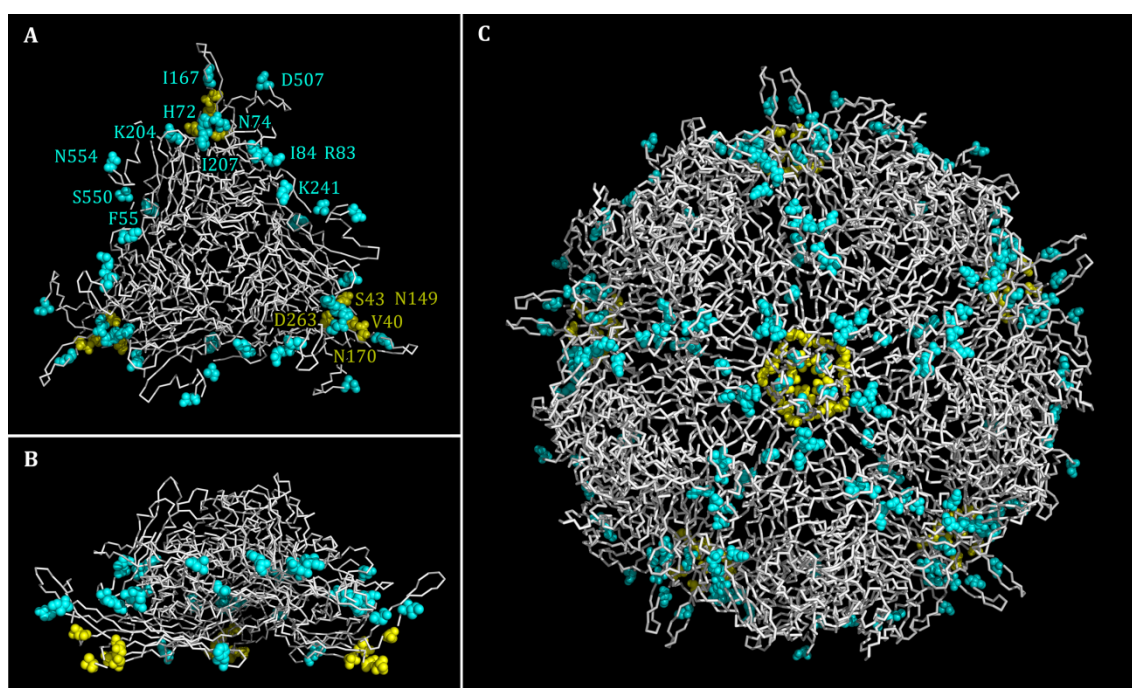 A
I167
D507
H72
N74
K204
N554
I84 R83
I207
S550
K241
F55
S43 N149
D263
V40
N170
B
C